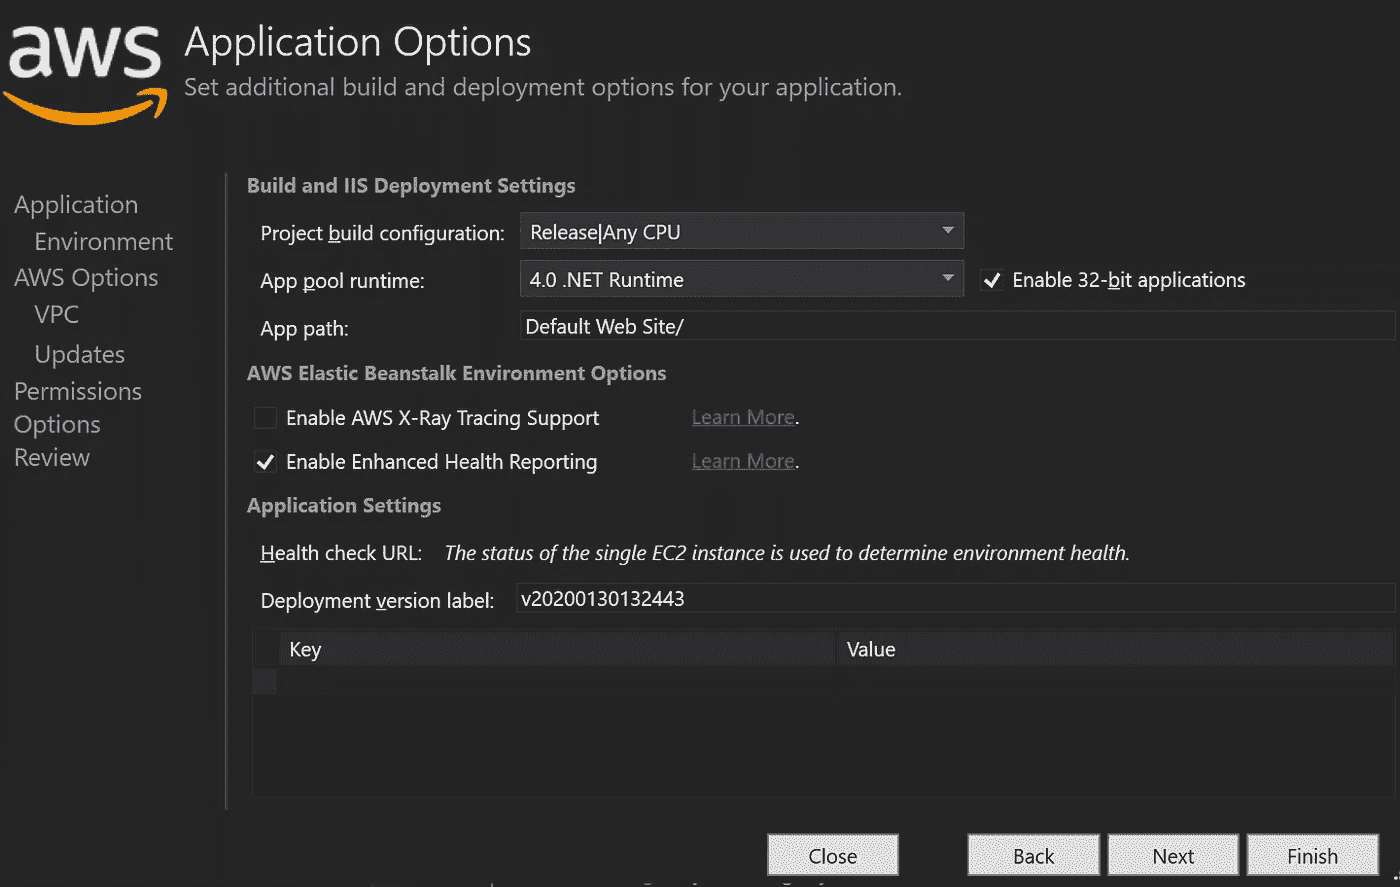 aws
Application Options
Set additional build and deployment options for your application.
Application
Environment
AWS Options
VPC
Updates
Permissions
Options
Review
Build and IIS Deployment Settings
Project build configuration: Release|Any CPU
App pool runtime: 4.0 .NET Runtime Enable 32-bit applications
App path: Default Web Site/
AWS Elastic Beanstalk Environment Options
Enable AWS X-Ray Tracing Support Learn More.
Enable Enhanced Health Reporting Learn More.
Application Settings
Health check URL: The status of the single EC2 instance is used to determine environment health.
Deployment version label: v20200130132443
Key Value
Close Back Next Finish